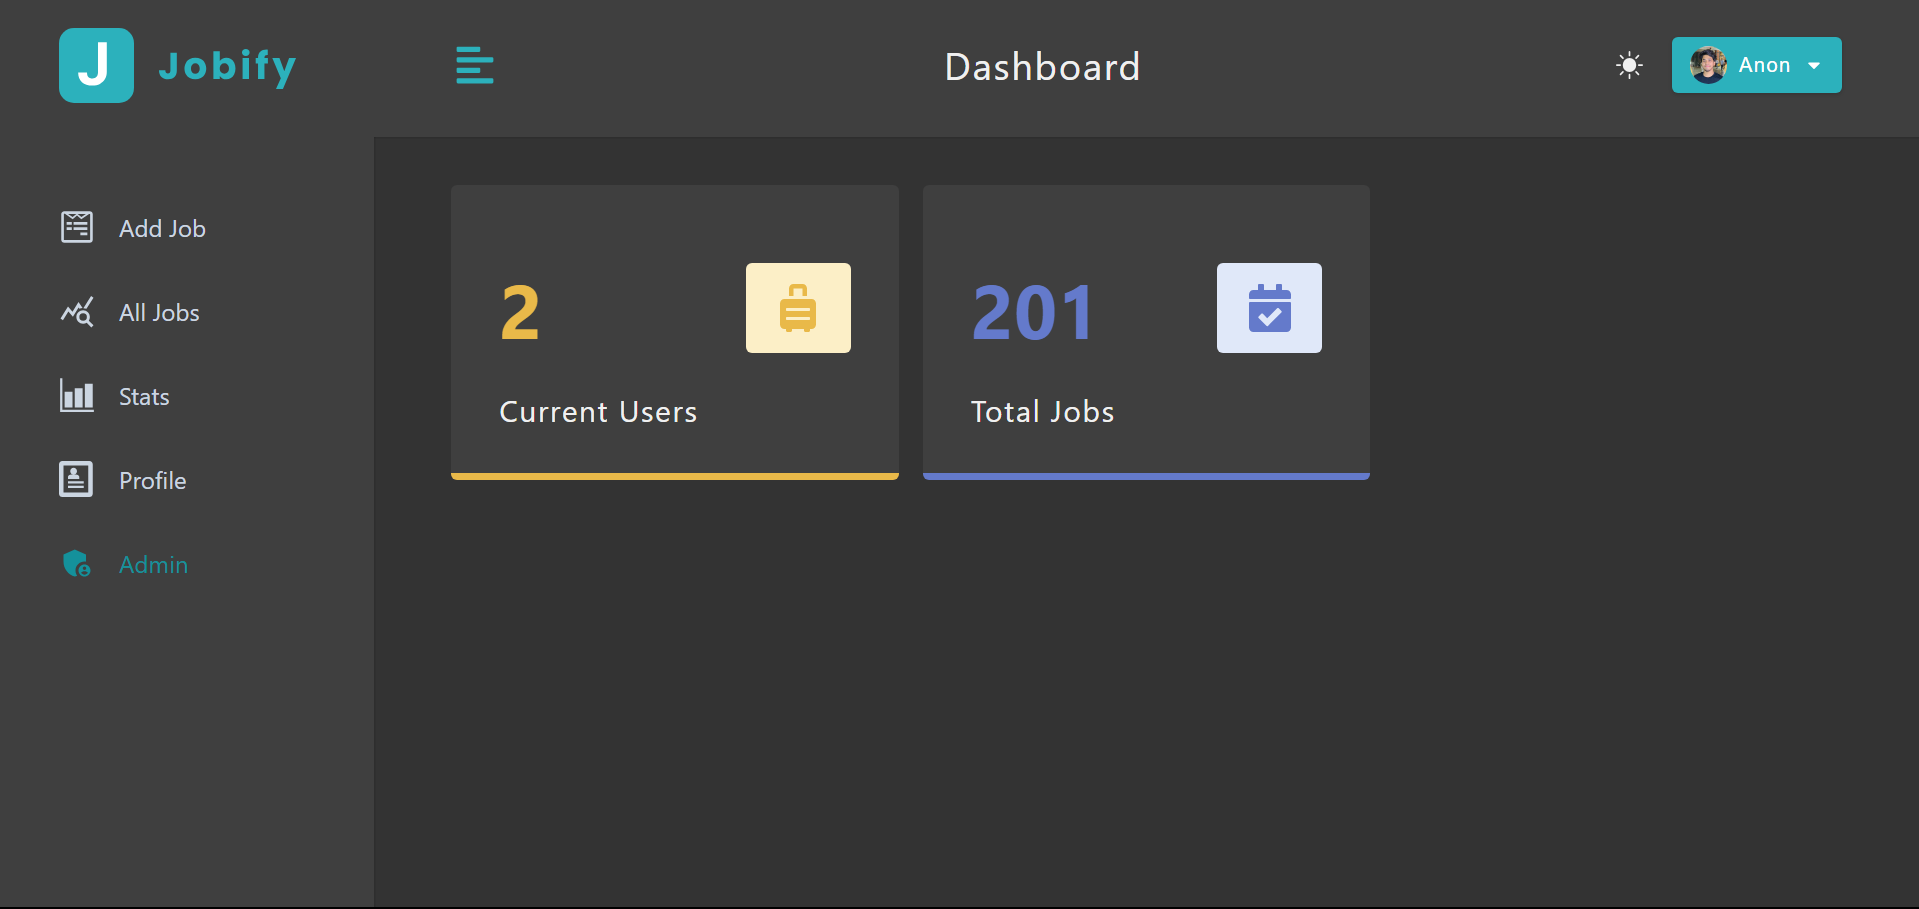 J
Jobify
Dashboard
Anon
Add Job
All Jobs
Stats
Profile
Admin
2
Current Users
201
Total Jobs